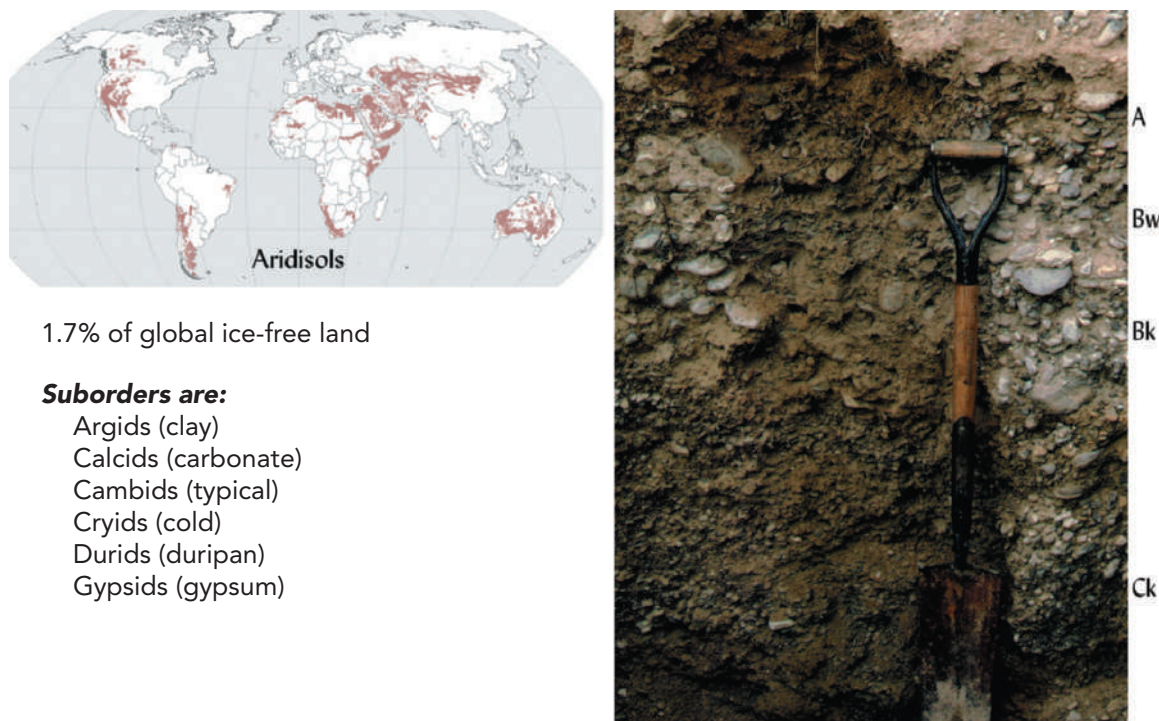 Aridisols
1.7% of global ice-free land
Suborders are:
Argids (clay)
Calcids (carbonate)
Cambids (typical)
Cryids (cold)
Durids (duripan)
Gypsids (gypsum)
A
Bw
Bk
Ck